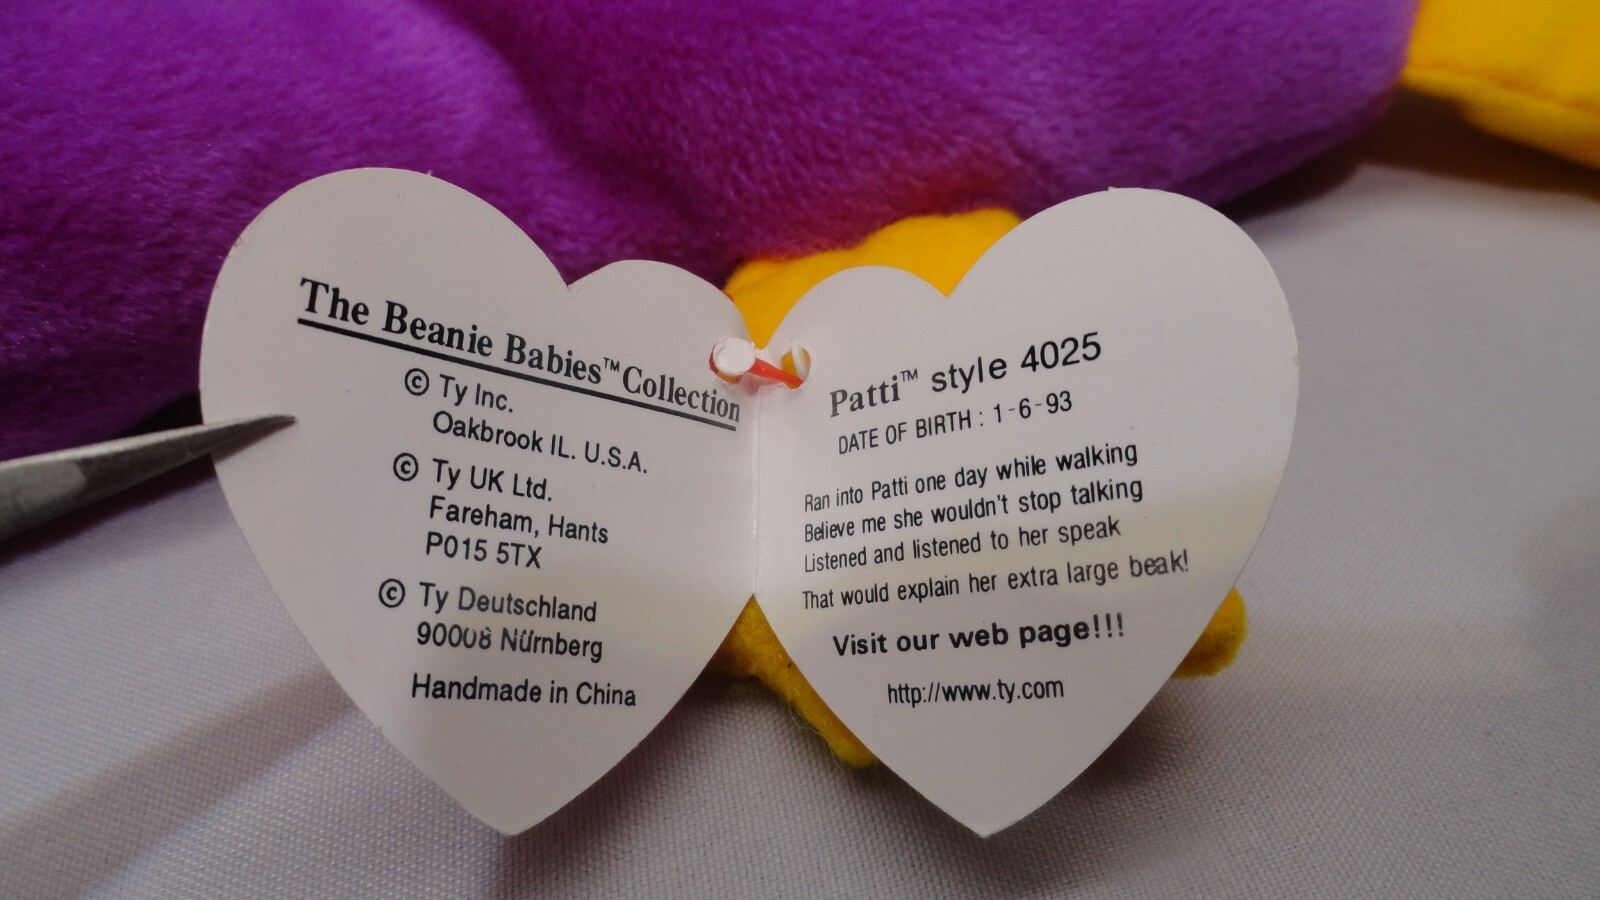 The Beanie Babies™Collection
© Ty Inc.
Oakbrook IL. U.S.A.
© Ty UK Ltd.
Fareham, Hants
P015 5TX
© Ty Deutschland
90008 Nürnberg
Handmade in China
Patti™ style 4025
DATE OF BIRTH : 1-6-93
Ran into Patti one day while walking
Believe me she wouldn't stop talking
Listened and listened to her speak
That would explain her extra large beak!
Visit our web page!!!
http://www.ty.com